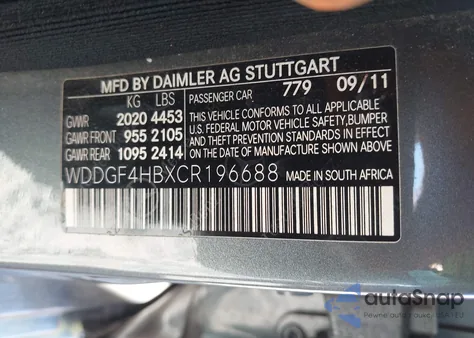 MFD BY DAIMLER AG STUTTGART
KG LBS PASSENGER CAR 779 09/11
GVWR 2020 4453
GAWR FRONT 955 2105
GAWR REAR 1095 2414
THIS VEHICLE CONFORMS TO ALL APPLICABLE
U.S. FEDERAL MOTOR VEHICLE SAFETY,BUMPER
AND THEFT PREVENTION STANDARDS IN EFFECT
ON THE DATE OF MANUFACTURE SHOWN ABOVE.
WDDGF4HBXCR196688 MADE IN SOUTH AFRICA
autoSnap